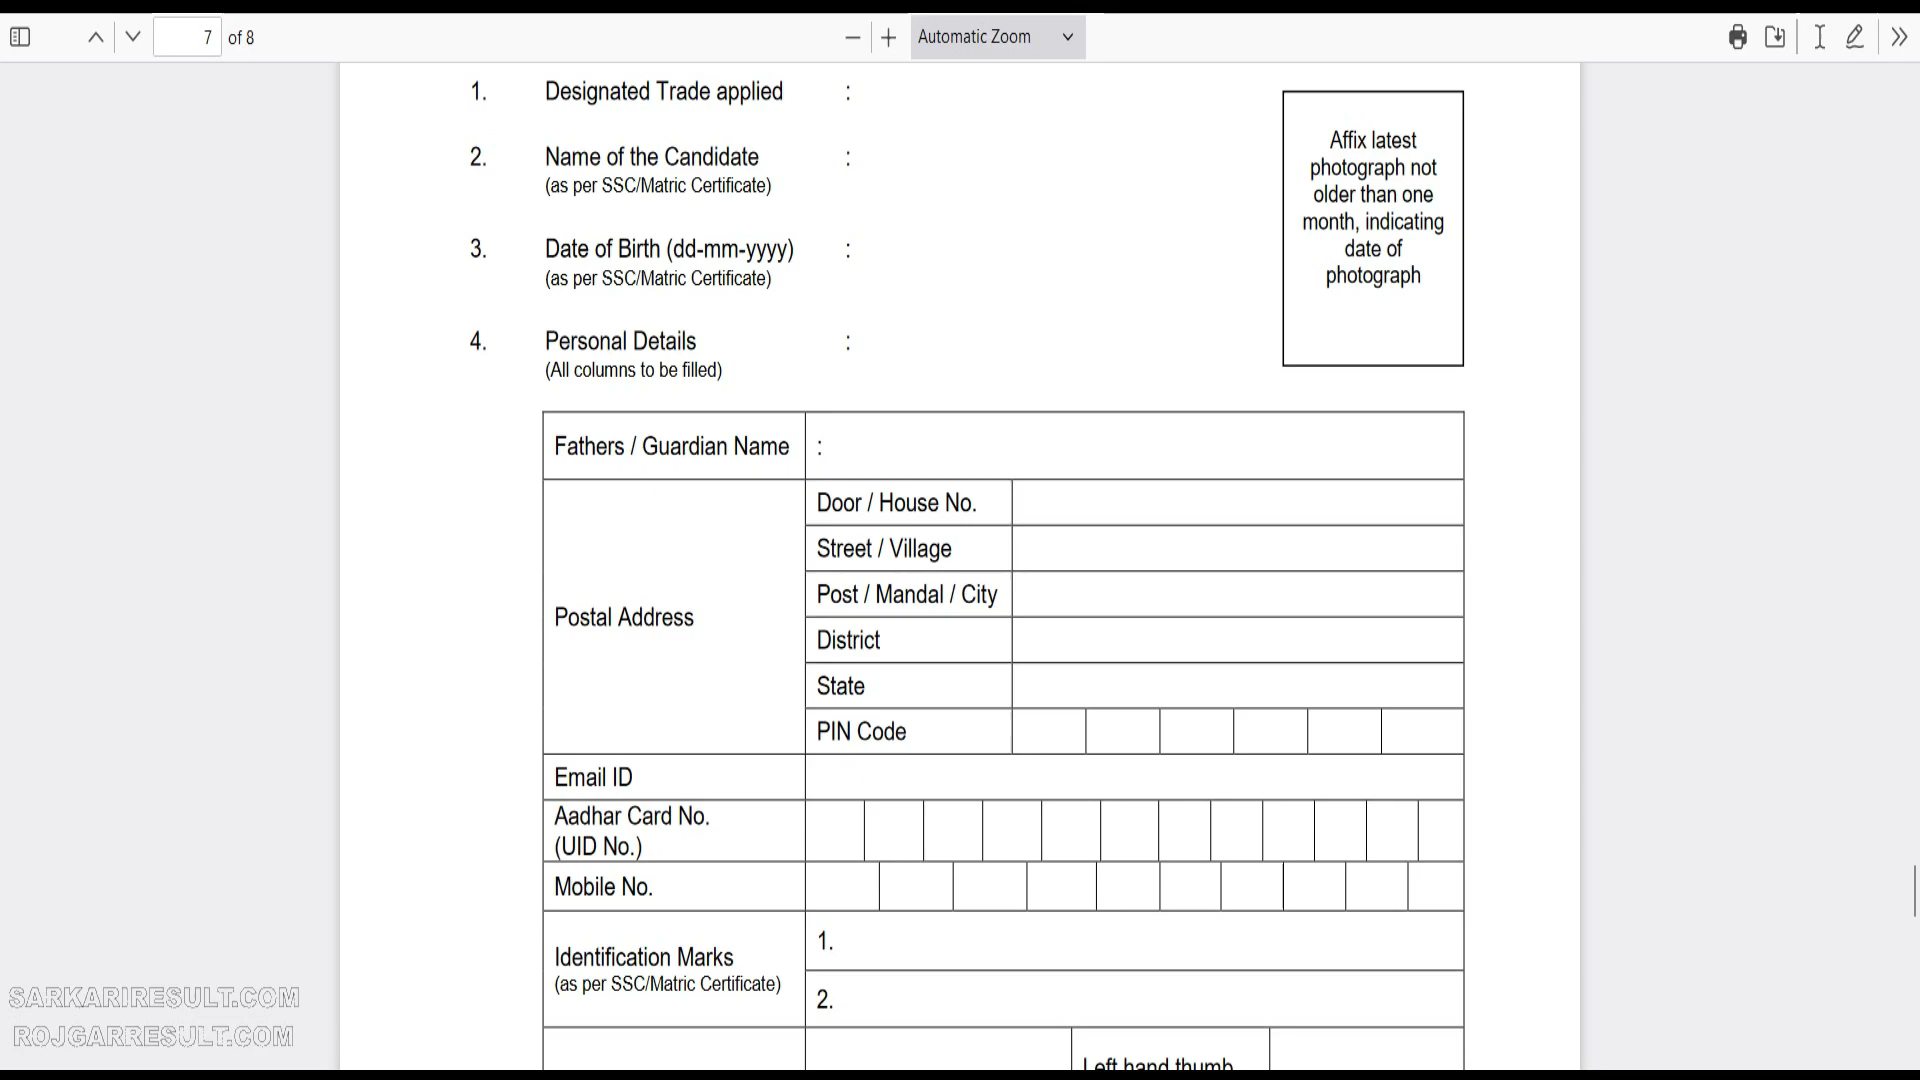 7 of 8
Automatic Zoom
1. Designated Trade applied :
2. Name of the Candidate :
(as per SSC/Matric Certificate)
3. Date of Birth (dd-mm-yyyy) :
(as per SSC/Matric Certificate)
4. Personal Details :
(All columns to be filled)
Affix latest
photograph not
older than one
month, indicating
date of
photograph
Fathers / Guardian Name :
Postal Address
Door / House No.
Street / Village
Post / Mandal / City
District
State
PIN Code
Email ID
Aadhar Card No.
(UID No.)
Mobile No.
Identification Marks
(as per SSC/Matric Certificate)
1.
2.
Left hand thumb
SARKARIRESULT.COM
ROJGARRESULT.COM